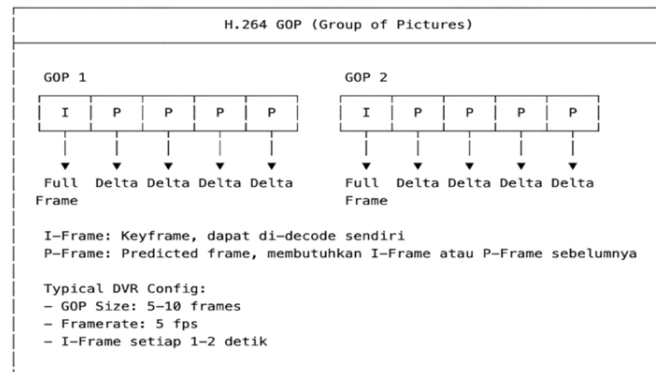 H.264 GOP (Group of Pictures)
GOP 1 GOP 2
I P P P P I P P P P
Full Delta Delta Delta Delta Full Delta Delta Delta Delta
Frame Frame
I-Frame: Keyframe, dapat di-decode sendiri
P-Frame: Predicted frame, membutuhkan I-Frame atau P-Frame sebelumnya
Typical DVR Config:
- GOP Size: 5-10 frames
- Framerate: 5 fps
- I-Frame setiap 1-2 detik